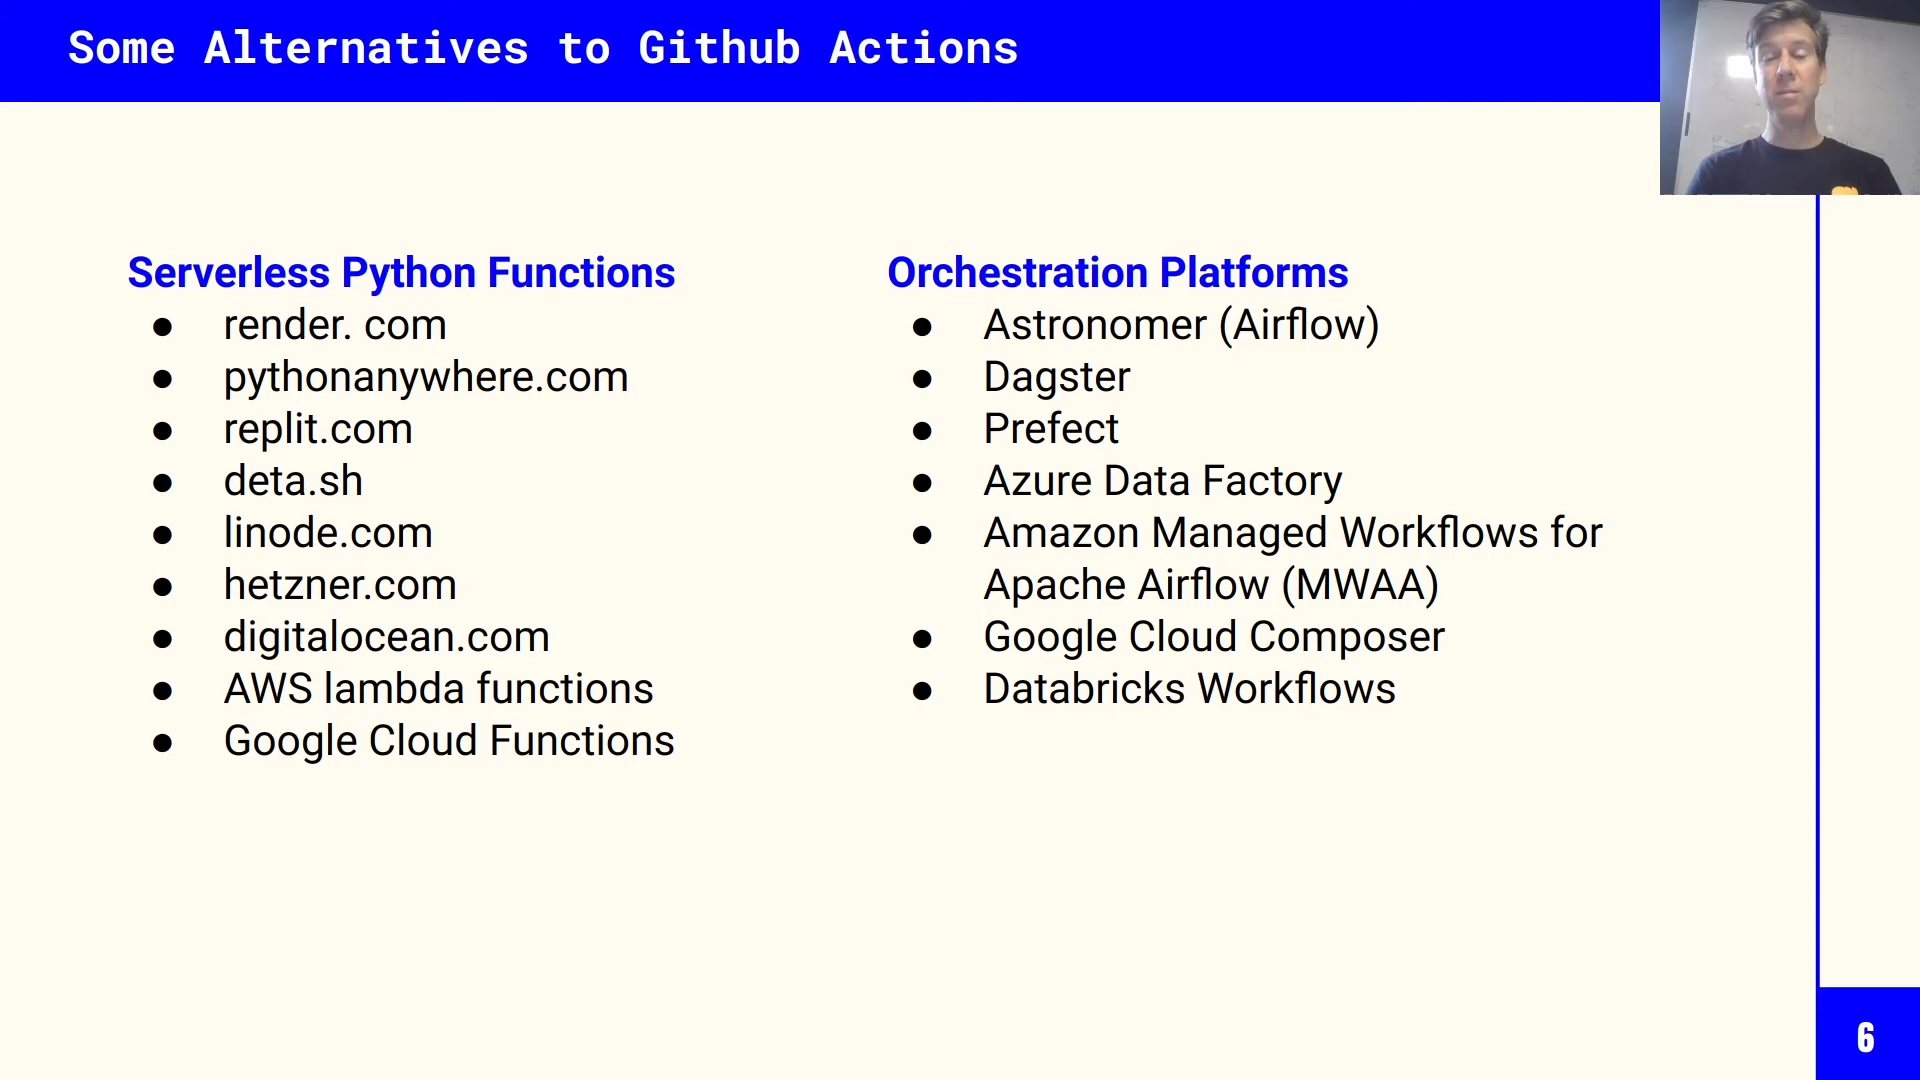 Some Alternatives to Github Actions
Serverless Python Functions
● render. com
● pythonanywhere.com
● replit.com
● deta.sh
● linode.com
● hetzner.com
● digitalocean.com
● AWS lambda functions
● Google Cloud Functions
Orchestration Platforms
● Astronomer (Airflow)
● Dagster
● Prefect
● Azure Data Factory
● Amazon Managed Workflows for
Apache Airflow (MWAA)
● Google Cloud Composer
● Databricks Workflows
6